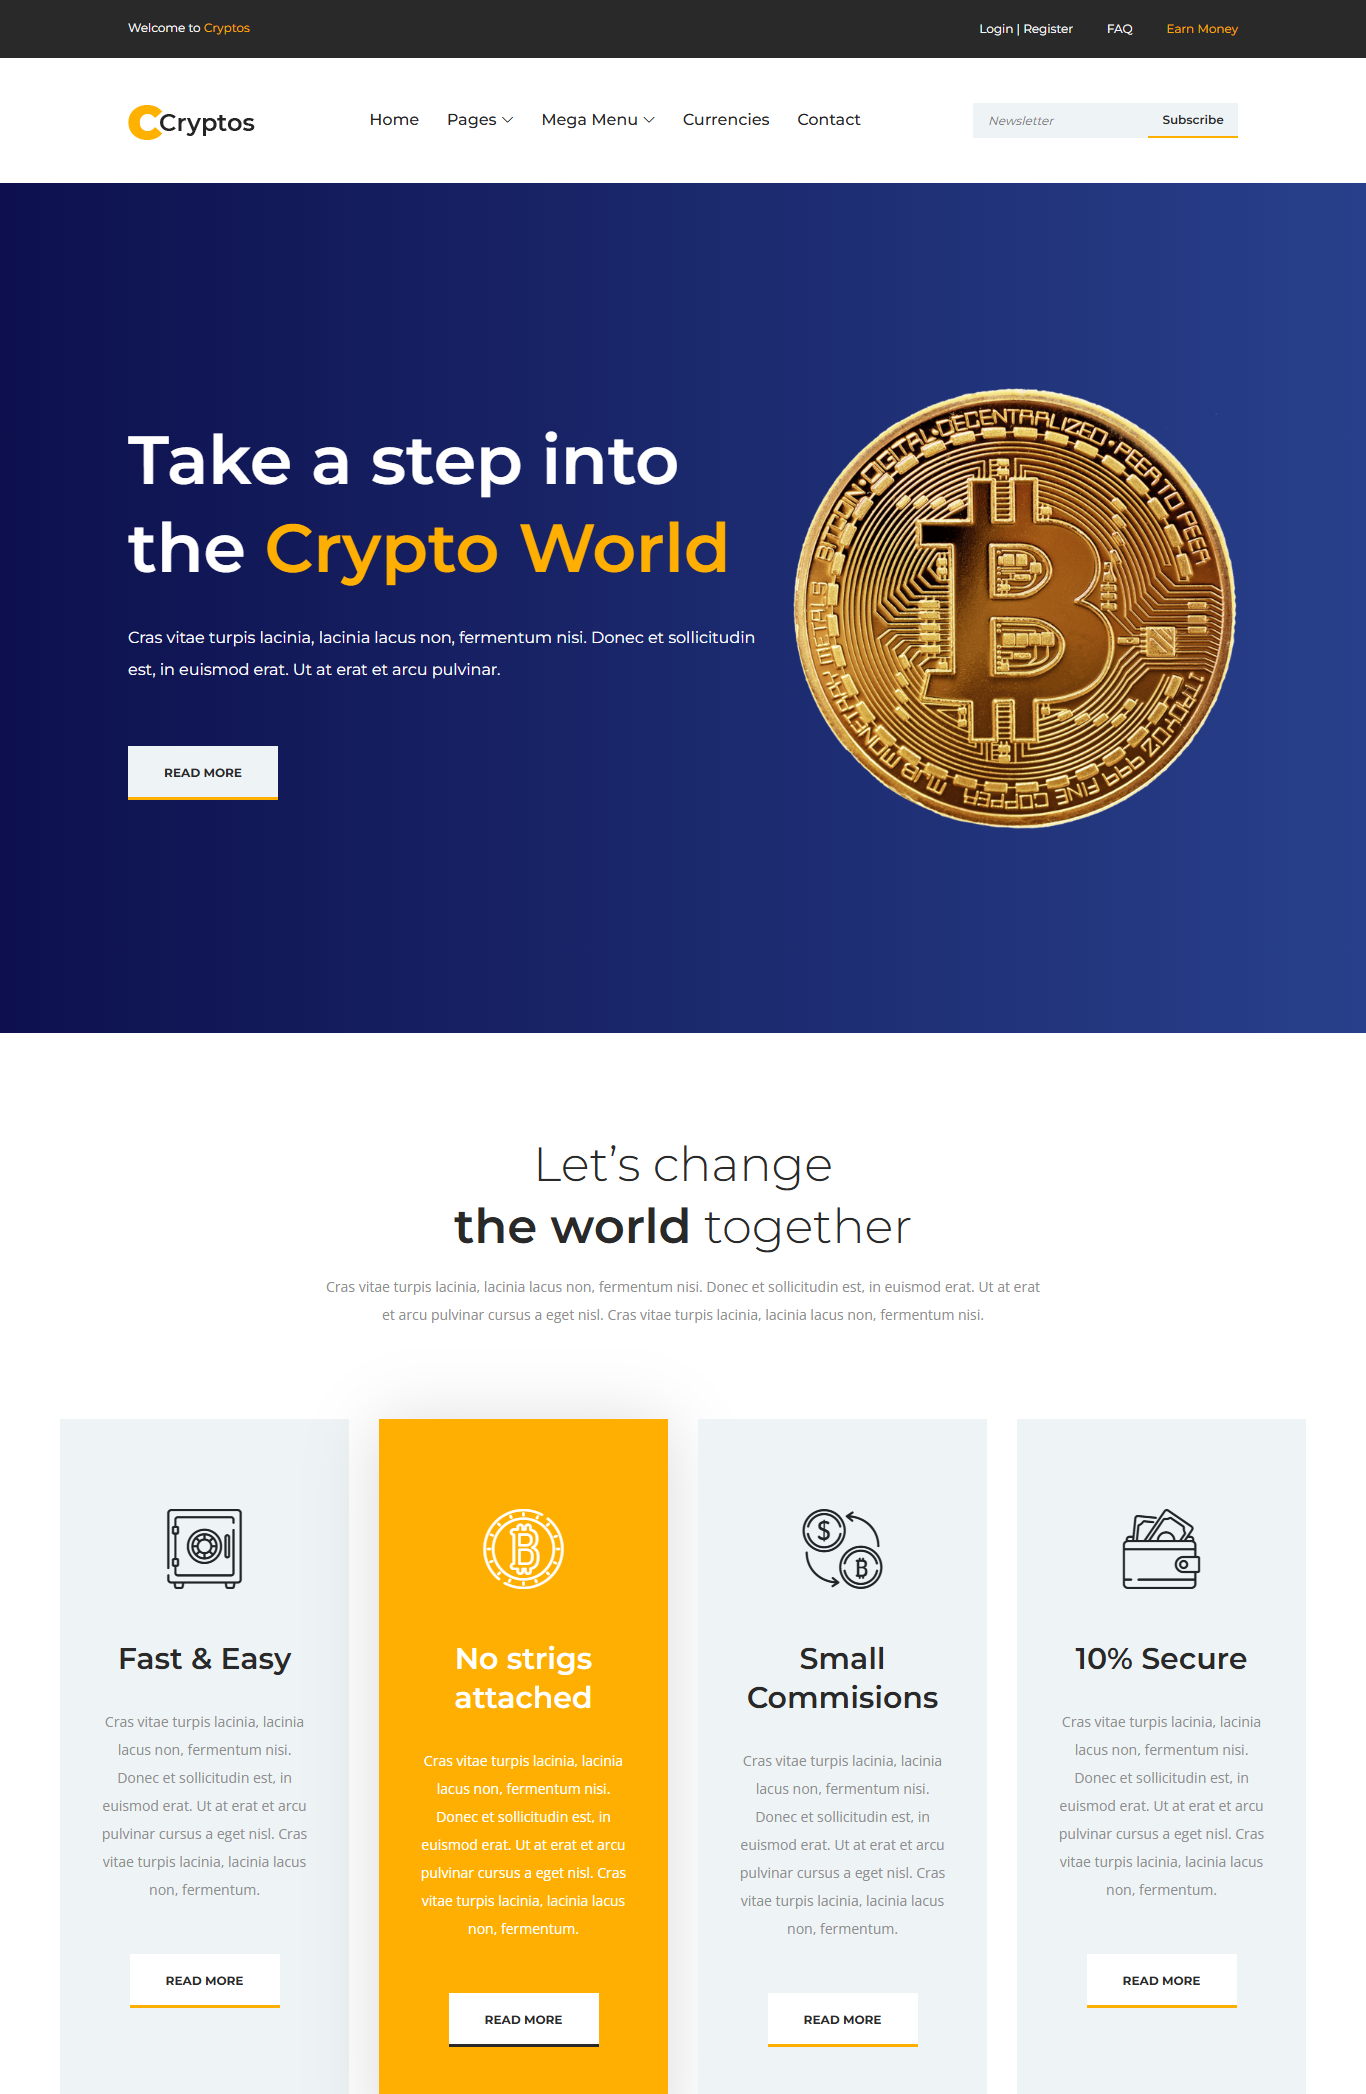 Welcome to Cryptos
Login | Register
FAQ
Earn Money
Cryptos
Home
Pages
Mega Menu
Currencies
Contact
Newsletter
Subscribe
Take a step into
the Crypto World
Cras vitae turpis lacinia, lacinia lacus non, fermentum nisi. Donec et sollicitudin
est, in euismod erat. Ut at erat et arcu pulvinar.
READ MORE
BITCOIN•DIGITAL•DECENTRALIZED•PEER TO PEER
1 TROY OZ 999 FINE COPPER MJB MONETARY METALS
Let’s change
the world together
Cras vitae turpis lacinia, lacinia lacus non, fermentum nisi. Donec et sollicitudin est, in euismod erat. Ut at erat
et arcu pulvinar cursus a eget nisl. Cras vitae turpis lacinia, lacinia lacus non, fermentum nisi.
Fast & Easy
Cras vitae turpis lacinia, lacinia
lacus non, fermentum nisi.
Donec et sollicitudin est, in
euismod erat. Ut at erat et arcu
pulvinar cursus a eget nisl. Cras
vitae turpis lacinia, lacinia lacus
non, fermentum.
READ MORE
No strigs
attached
Cras vitae turpis lacinia, lacinia
lacus non, fermentum nisi.
Donec et sollicitudin est, in
euismod erat. Ut at erat et arcu
pulvinar cursus a eget nisl. Cras
vitae turpis lacinia, lacinia lacus
non, fermentum.
READ MORE
Small
Commisions
Cras vitae turpis lacinia, lacinia
lacus non, fermentum nisi.
Donec et sollicitudin est, in
euismod erat. Ut at erat et arcu
pulvinar cursus a eget nisl. Cras
vitae turpis lacinia, lacinia lacus
non, fermentum.
READ MORE
10% Secure
Cras vitae turpis lacinia, lacinia
lacus non, fermentum nisi.
Donec et sollicitudin est, in
euismod erat. Ut at erat et arcu
pulvinar cursus a eget nisl. Cras
vitae turpis lacinia, lacinia lacus
non, fermentum.
READ MORE